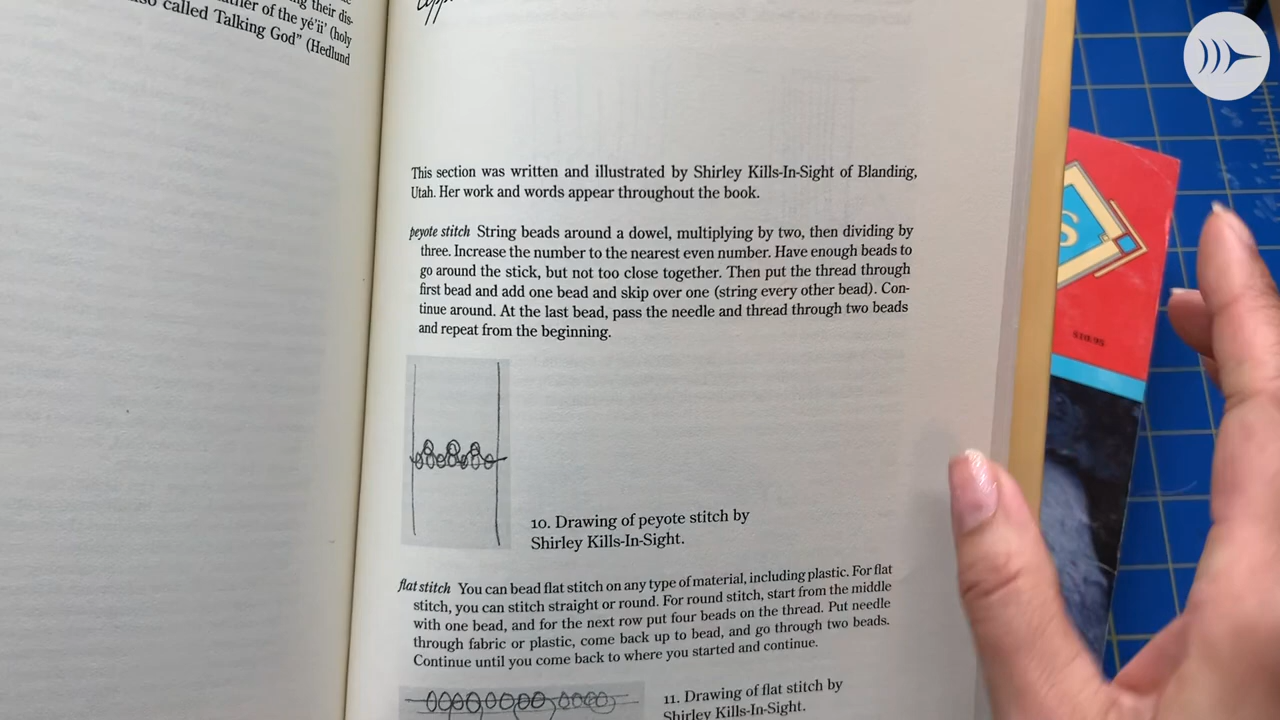 ng their dis-
ther of the yé'ii' (holy
so called Talking God" (Hedlund
This section was written and illustrated by Shirley Kills-In-Sight of Blanding,
Utah. Her work and words appear throughout the book.
peyote stitch String beads around a dowel, multiplying by two, then dividing by
three. Increase the number to the nearest even number. Have enough beads to
go around the stick, but not too close together. Then put the thread through
first bead and add one bead and skip over one (string every other bead). Con-
tinue around. At the last bead, pass the needle and thread through two beads
and repeat from the beginning.
10. Drawing of peyote stitch by
Shirley Kills-In-Sight.
flat stitch You can bead flat stitch on any type of material, including plastic. For flat
stitch, you can stitch straight or round. For round stitch, start from the middle
with one bead, and for the next row put four beads on the thread. Put needle
through fabric or plastic, come back up to bead, and go through two beads.
Continue until you come back to where you started and continue.
11. Drawing of flat stitch by
Shirley Kills-In-Sight.
S
$10.95